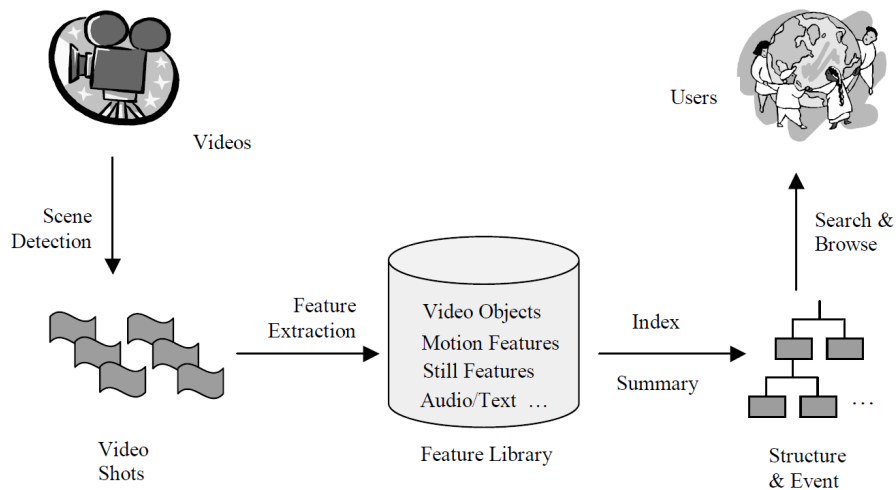 Videos
Users
Scene
Detection
Search &
Browse
Feature
Extraction
Video Objects
Motion Features
Still Features
Audio/Text …
Index
Summary
…
Video
Shots
Feature Library
Structure
& Event